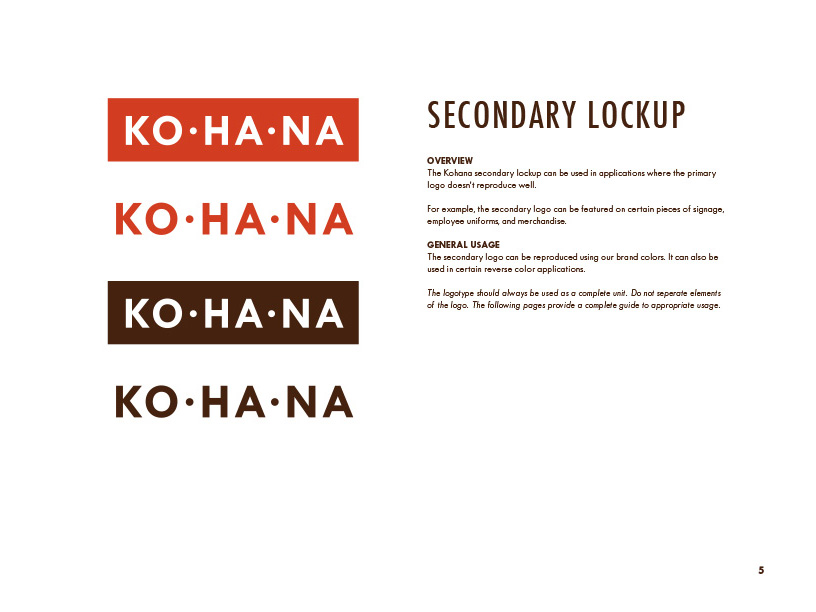 KO·HA·NA
KO·HA·NA
KO·HA·NA
KO·HA·NA
SECONDARY LOCKUP
OVERVIEW
The Kohana secondary lockup can be used in applications where the primary
logo doesn't reproduce well.
For example, the secondary logo can be featured on certain pieces of signage,
employee uniforms, and merchandise.
GENERAL USAGE
The secondary logo can be reproduced using our brand colors. It can also be
used in certain reverse color applications.
The logotype should always be used as a complete unit. Do not seperate elements
of the logo. The following pages provide a complete guide to appropriate usage.
5